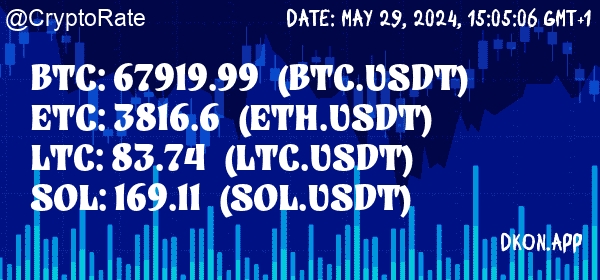 @CryptoRate
DATE: MAY 29, 2024, 15:05:06 GMT+1
BTC: 67919.99 (BTC.USDT)
ETC: 3816.6 (ETH.USDT)
LTC: 83.74 (LTC.USDT)
SOL: 169.11 (SOL.USDT)
DKON.APP